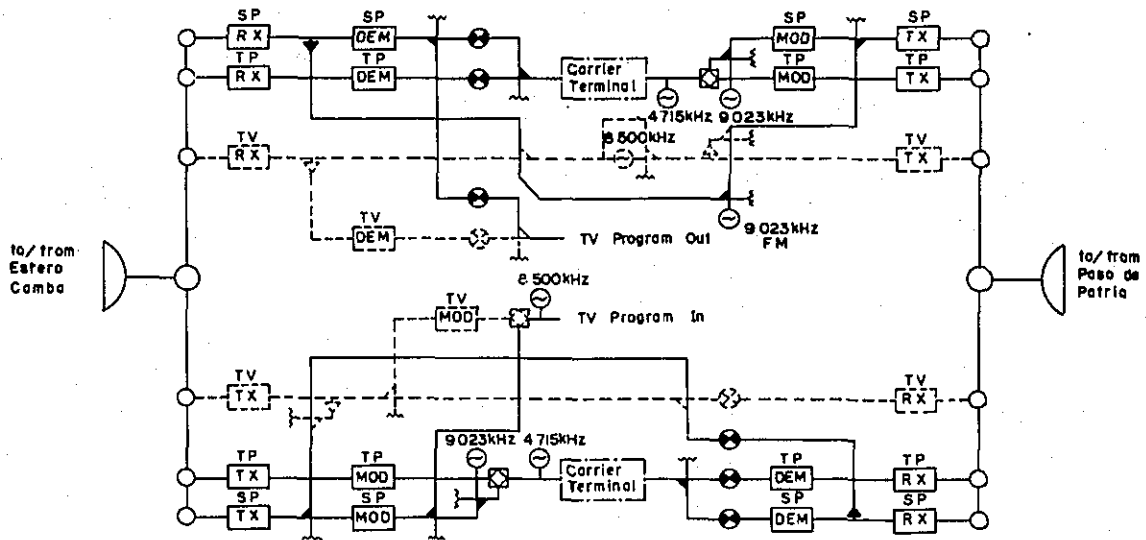 SP SP SP SP
RX DEM MOD TX
TP TP TP TP
RX DEM Carrier Terminal MOD TX
4715kHz 9023kHz
8500kHz
TV TV
RX TX
TV
DEM
TV Program Out
9023kHz
FM
to/from
Estero
Camba
to/from
Paso de
Patria
8500kHz
TV
MOD
TV Program In
TV TV
TX RX
9023kHz 4715kHz
TP TP TP TP
TX MOD Carrier Terminal DEM RX
SP SP SP SP
TX MOD DEM RX